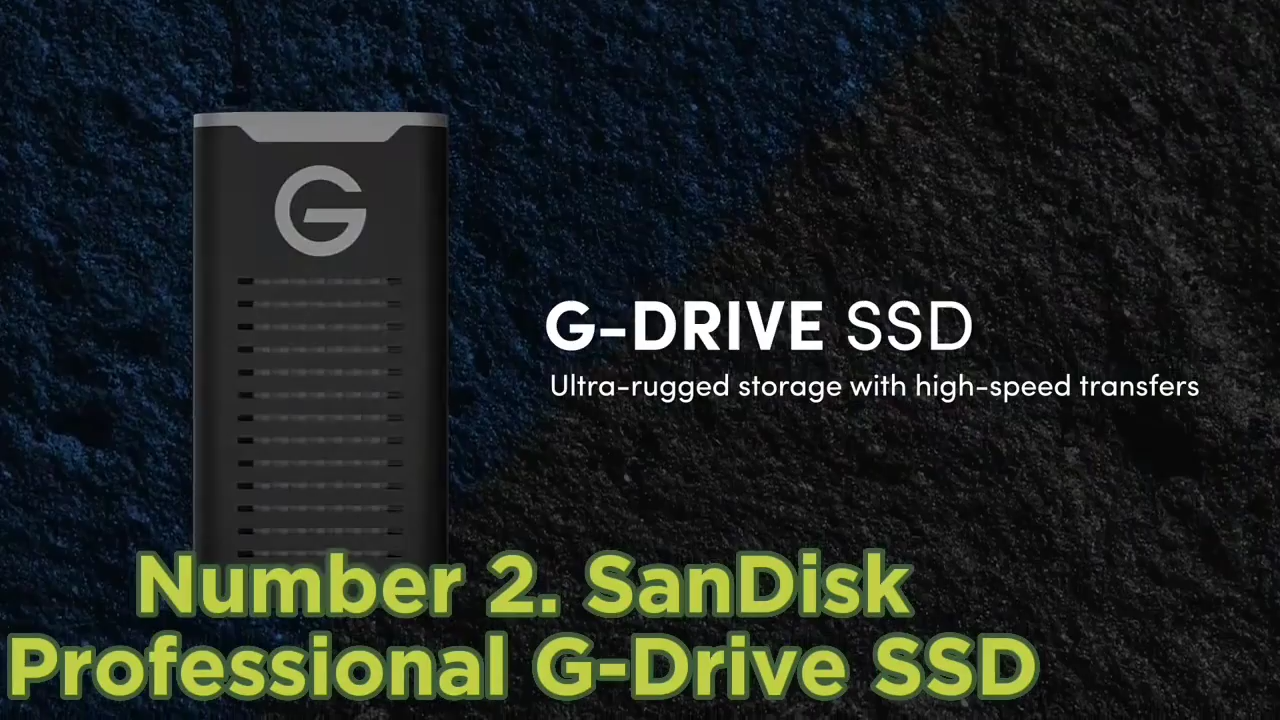 G
G-DRIVE SSD
Ultra-rugged storage with high-speed transfers
Number 2. SanDisk
Professional G-Drive SSD